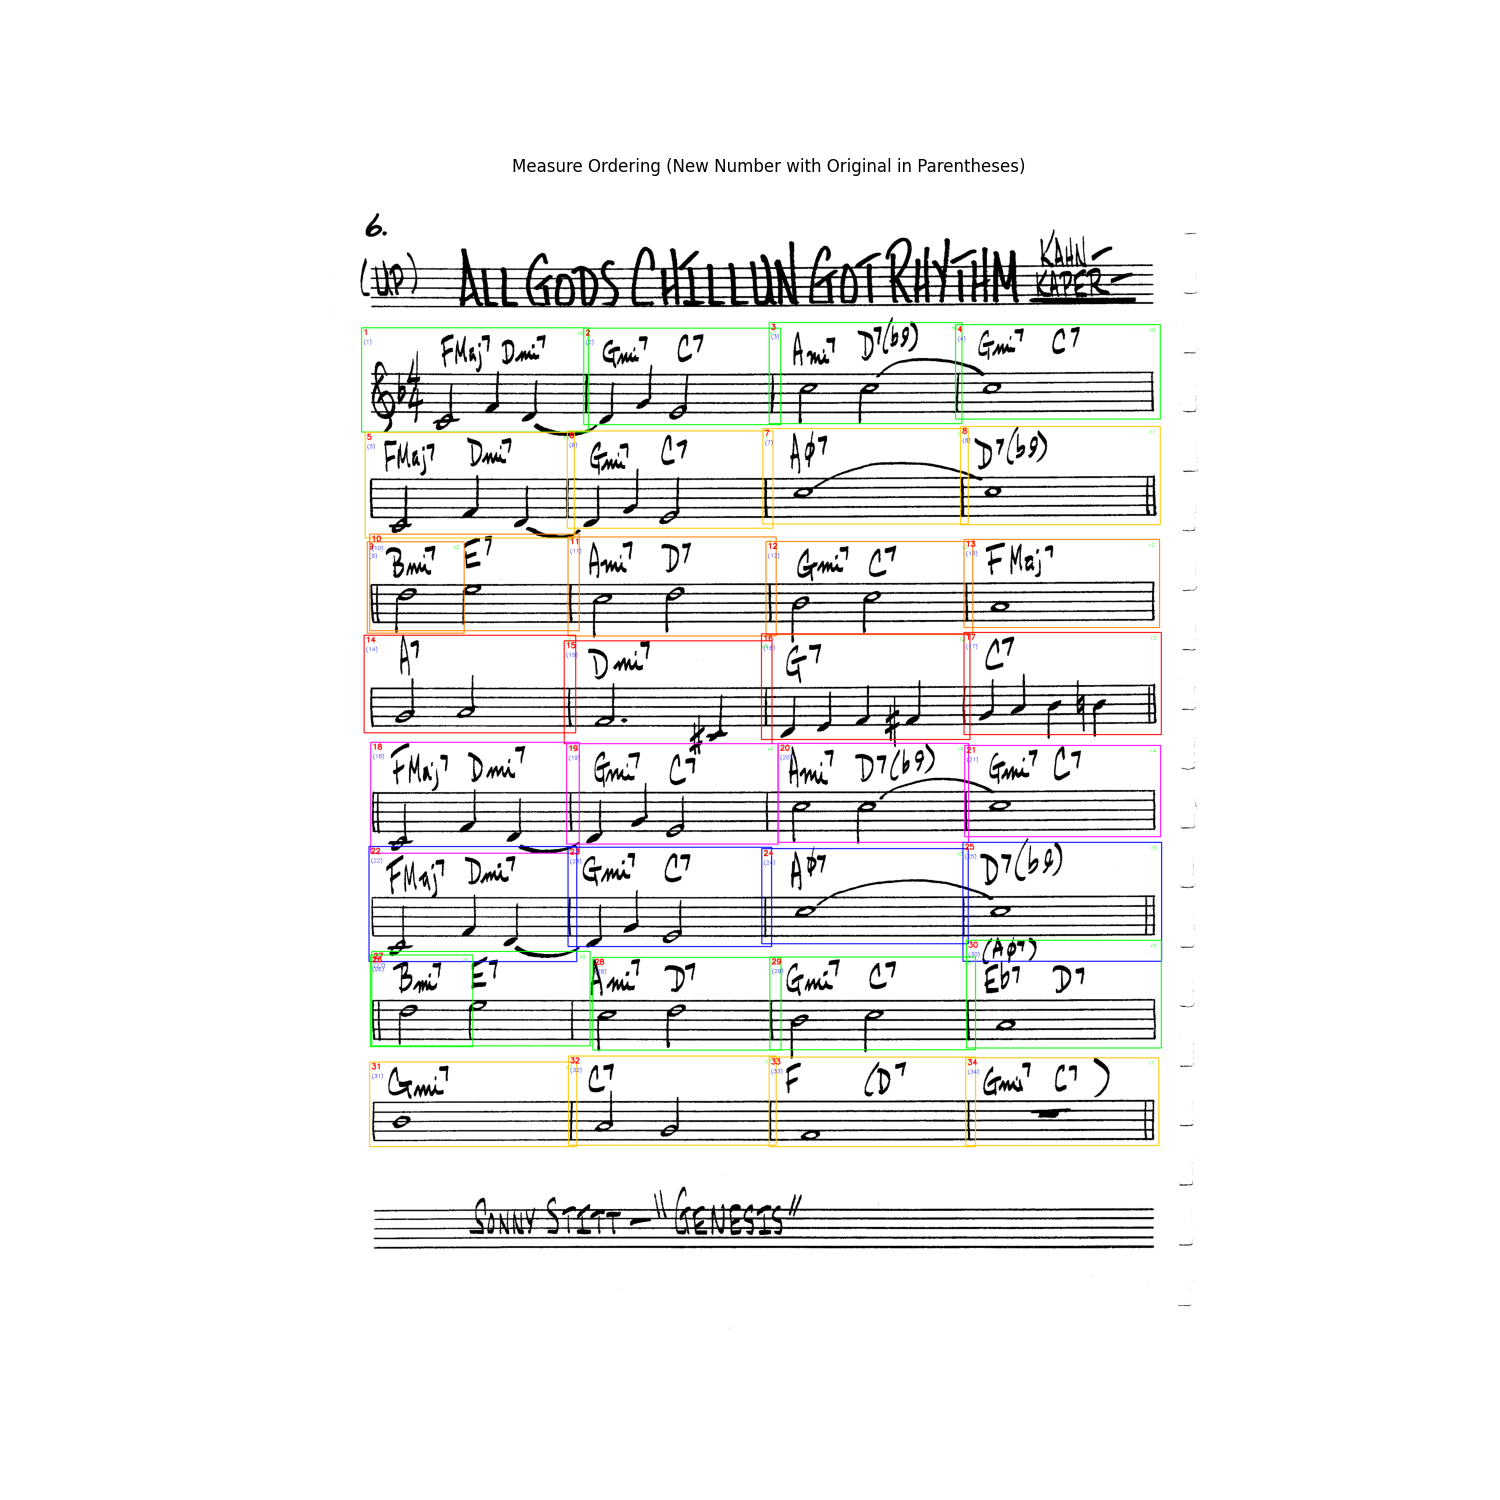 Measure Ordering (New Number with Original in Parentheses)
6.
(UP) ALL GODS CHILLUN GOT RHYTHM KAHN-
KAPER-
1 2 3 4
(1) (2) (3) (4)
FMaj7 Dmi7 Gmi7 C7 Ami7 D7(b9) Gmi7 C7
4
4
5 6 7 8
(5) (6) (7) (8)
FMaj7 Dmi7 Gmi7 C7 Aø7 D7(b9)
9 10 11 12 13
(9) (10) (11) (12) (13)
Bmi7 E7 Ami7 D7 Gmi7 C7 FMaj7
14 15 16 17
(14) (15) (16) (17)
A7 Dmi7 G7 C7
18 19 20 21
(18) (19) (20) (21)
FMaj7 Dmi7 Gmi7 C7 Ami7 D7(b9) Gmi7 C7
22 23 24 25
(22) (23) (24) (25)
FMaj7 Dmi7 Gmi7 C7 Aø7 D7(b9)
27 28 29 30
(28) (29) (30)
(Aø7)
Bmi7 E7 Ami7 D7 Gmi7 C7 Eb7 D7
31 32 33 34
(31) (32) (33) (34)
Gmi7 C7 F (D7 Gmi7 C7)
SONNY STITT - "GENESIS"